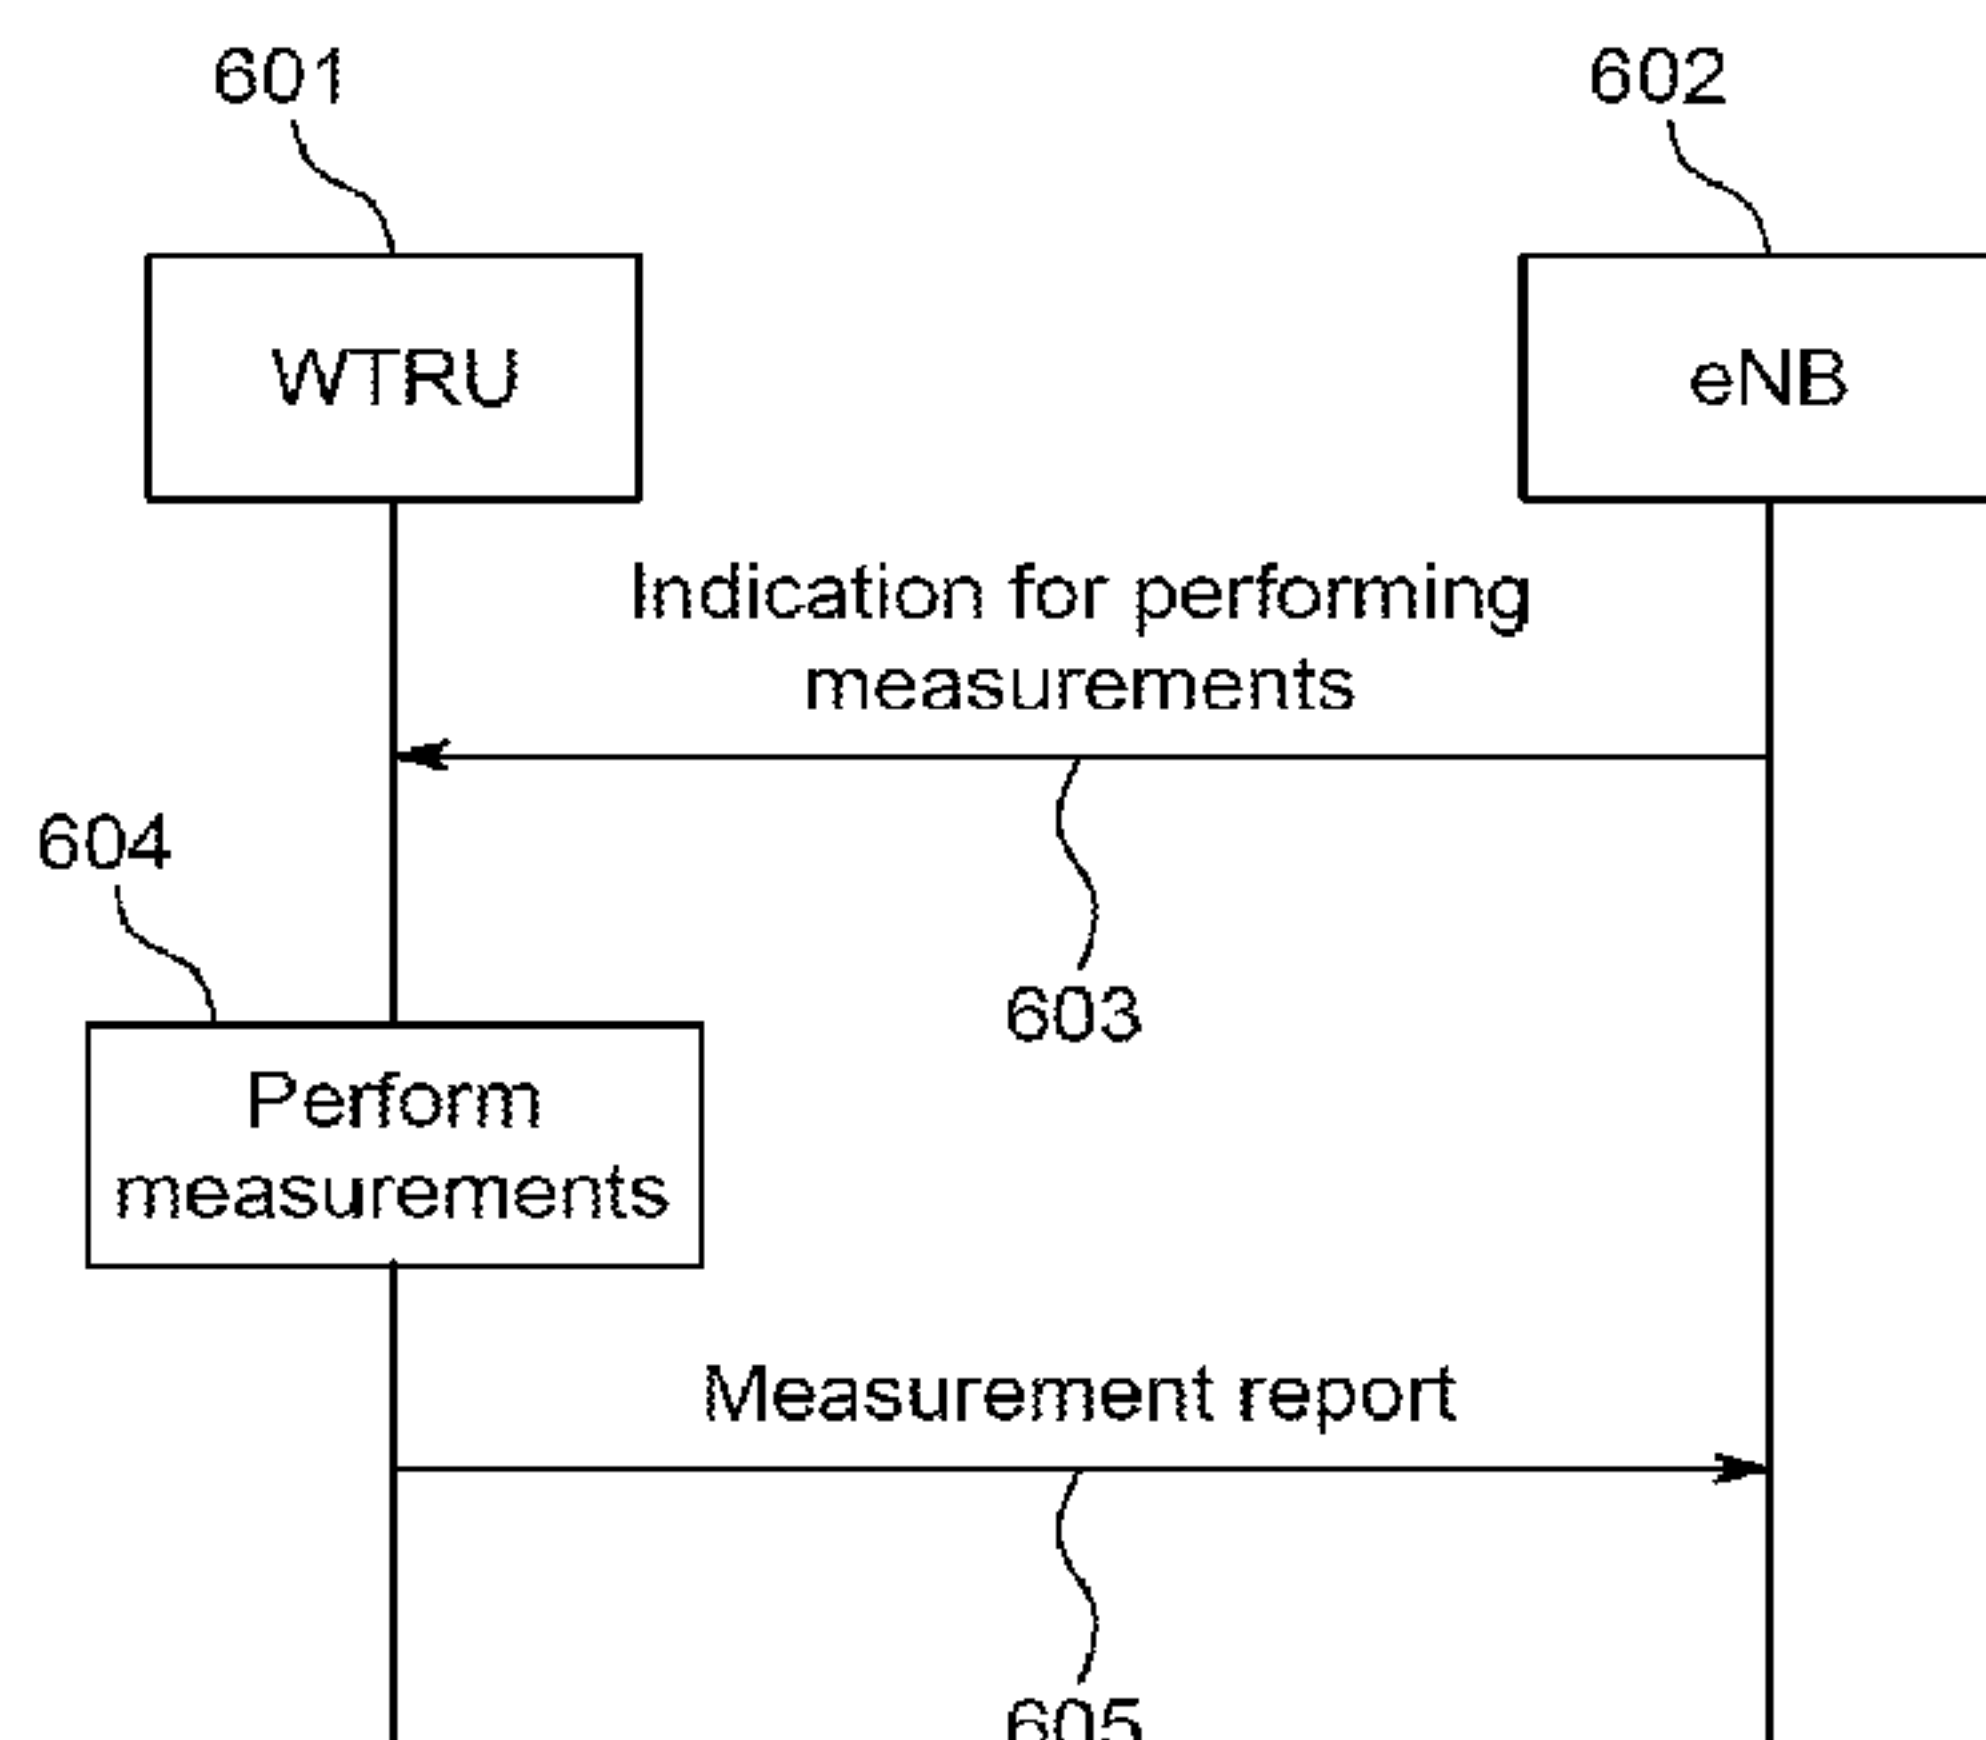 601
602
WTRU
eNB
Indication for performing
measurements
604
603
Perform
measurements
Measurement report
605